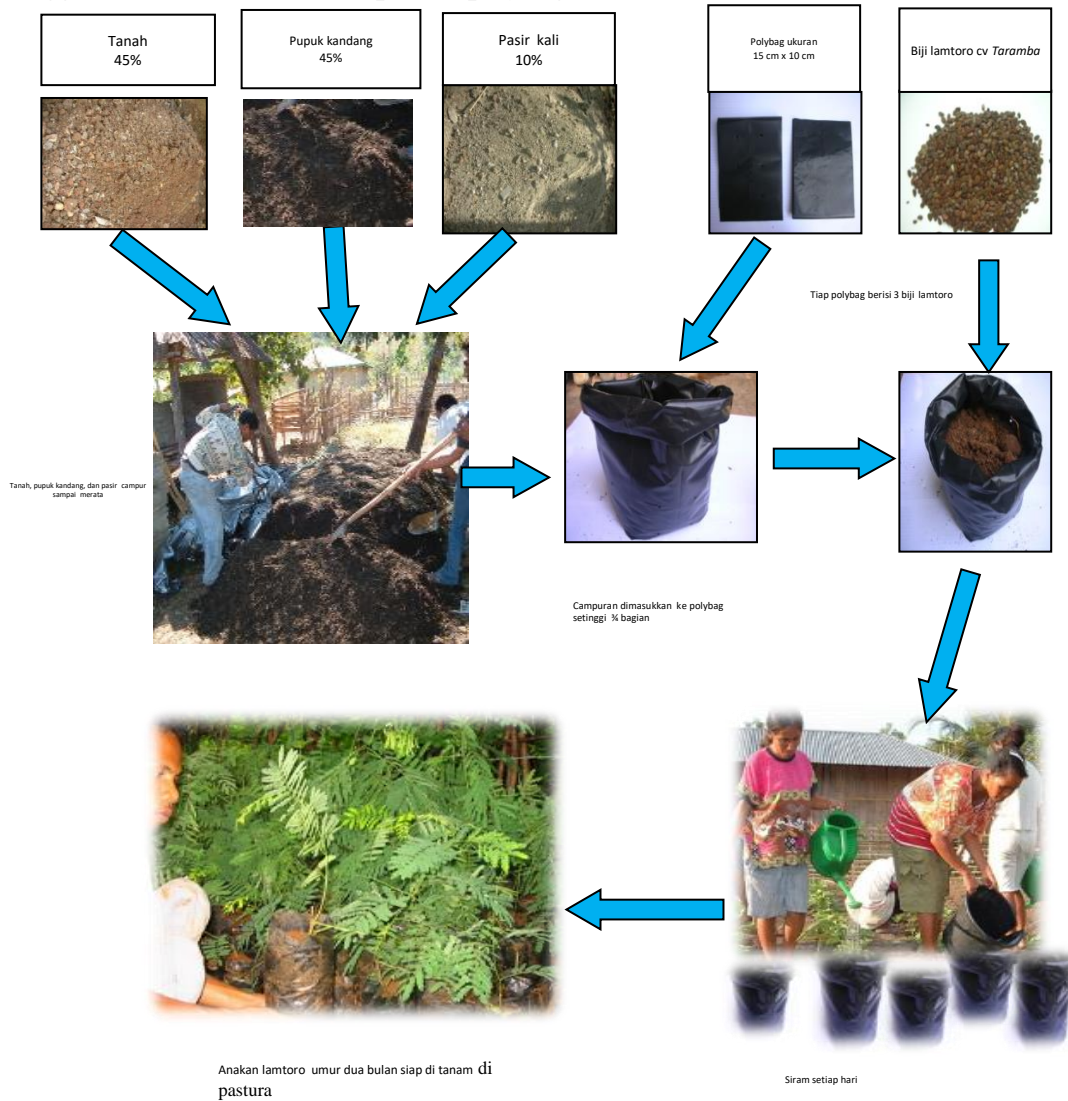 Tanah
45%
Pupuk kandang
45%
Pasir kali
10%
Polybag ukuran
15 cm x 10 cm
Biji lamtoro cv Taramba
Tiap polybag berisi 3 biji lamtoro
Tanah, pupuk kandang, dan pasir campur
sampai merata
Campuran dimasukkan ke polybag
setinggi ¾ bagian
Anakan lamtoro umur dua bulan siap di tanam di
pastura
Siram setiap hari